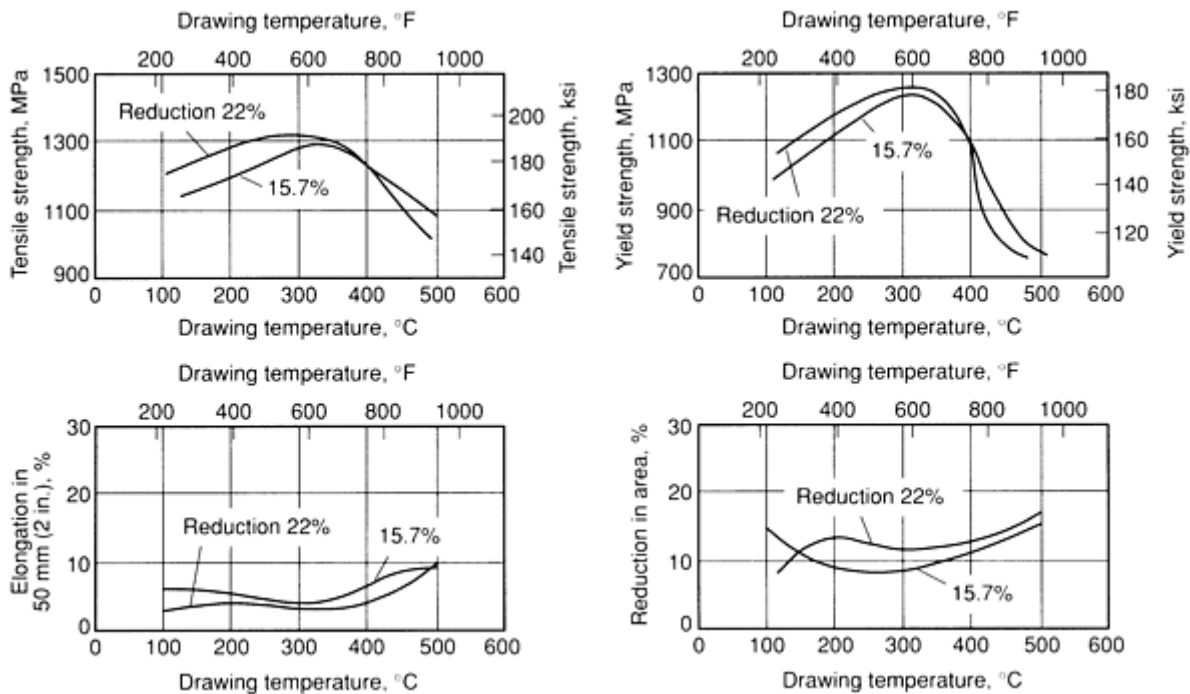 Drawing temperature, °F
200 400 600 800 1000
1500
1300
1100
900
Tensile strength, MPa
200
180
160
140
Tensile strength, ksi
Reduction 22%
15.7%
0 100 200 300 400 500 600
Drawing temperature, °C
Drawing temperature, °F
200 400 600 800 1000
1300
1100
900
700
Yield strength, MPa
180
160
140
120
Yield strength, ksi
15.7%
Reduction 22%
0 100 200 300 400 500 600
Drawing temperature, °C
Drawing temperature, °F
200 400 600 800 1000
30
20
10
0
Elongation in
50 mm (2 in.), %
Reduction 22%
15.7%
0 100 200 300 400 500 600
Drawing temperature, °C
Drawing temperature, °F
200 400 600 800 1000
30
20
10
0
Reduction in area, %
Reduction 22%
15.7%
0 100 200 300 400 500 600
Drawing temperature, °C